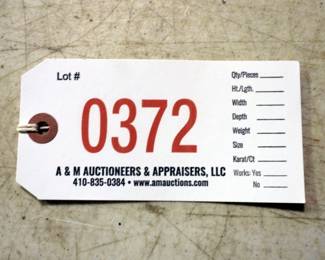 Lot #
0372
A & M AUCTIONEERS & APPRAISERS, LLC
410-835-0384 • www.amauctions.com
Qty/Pieces
Ht./Lgth.
Width
Depth
Weight
Size
Karat/Ct
Works: Yes
No